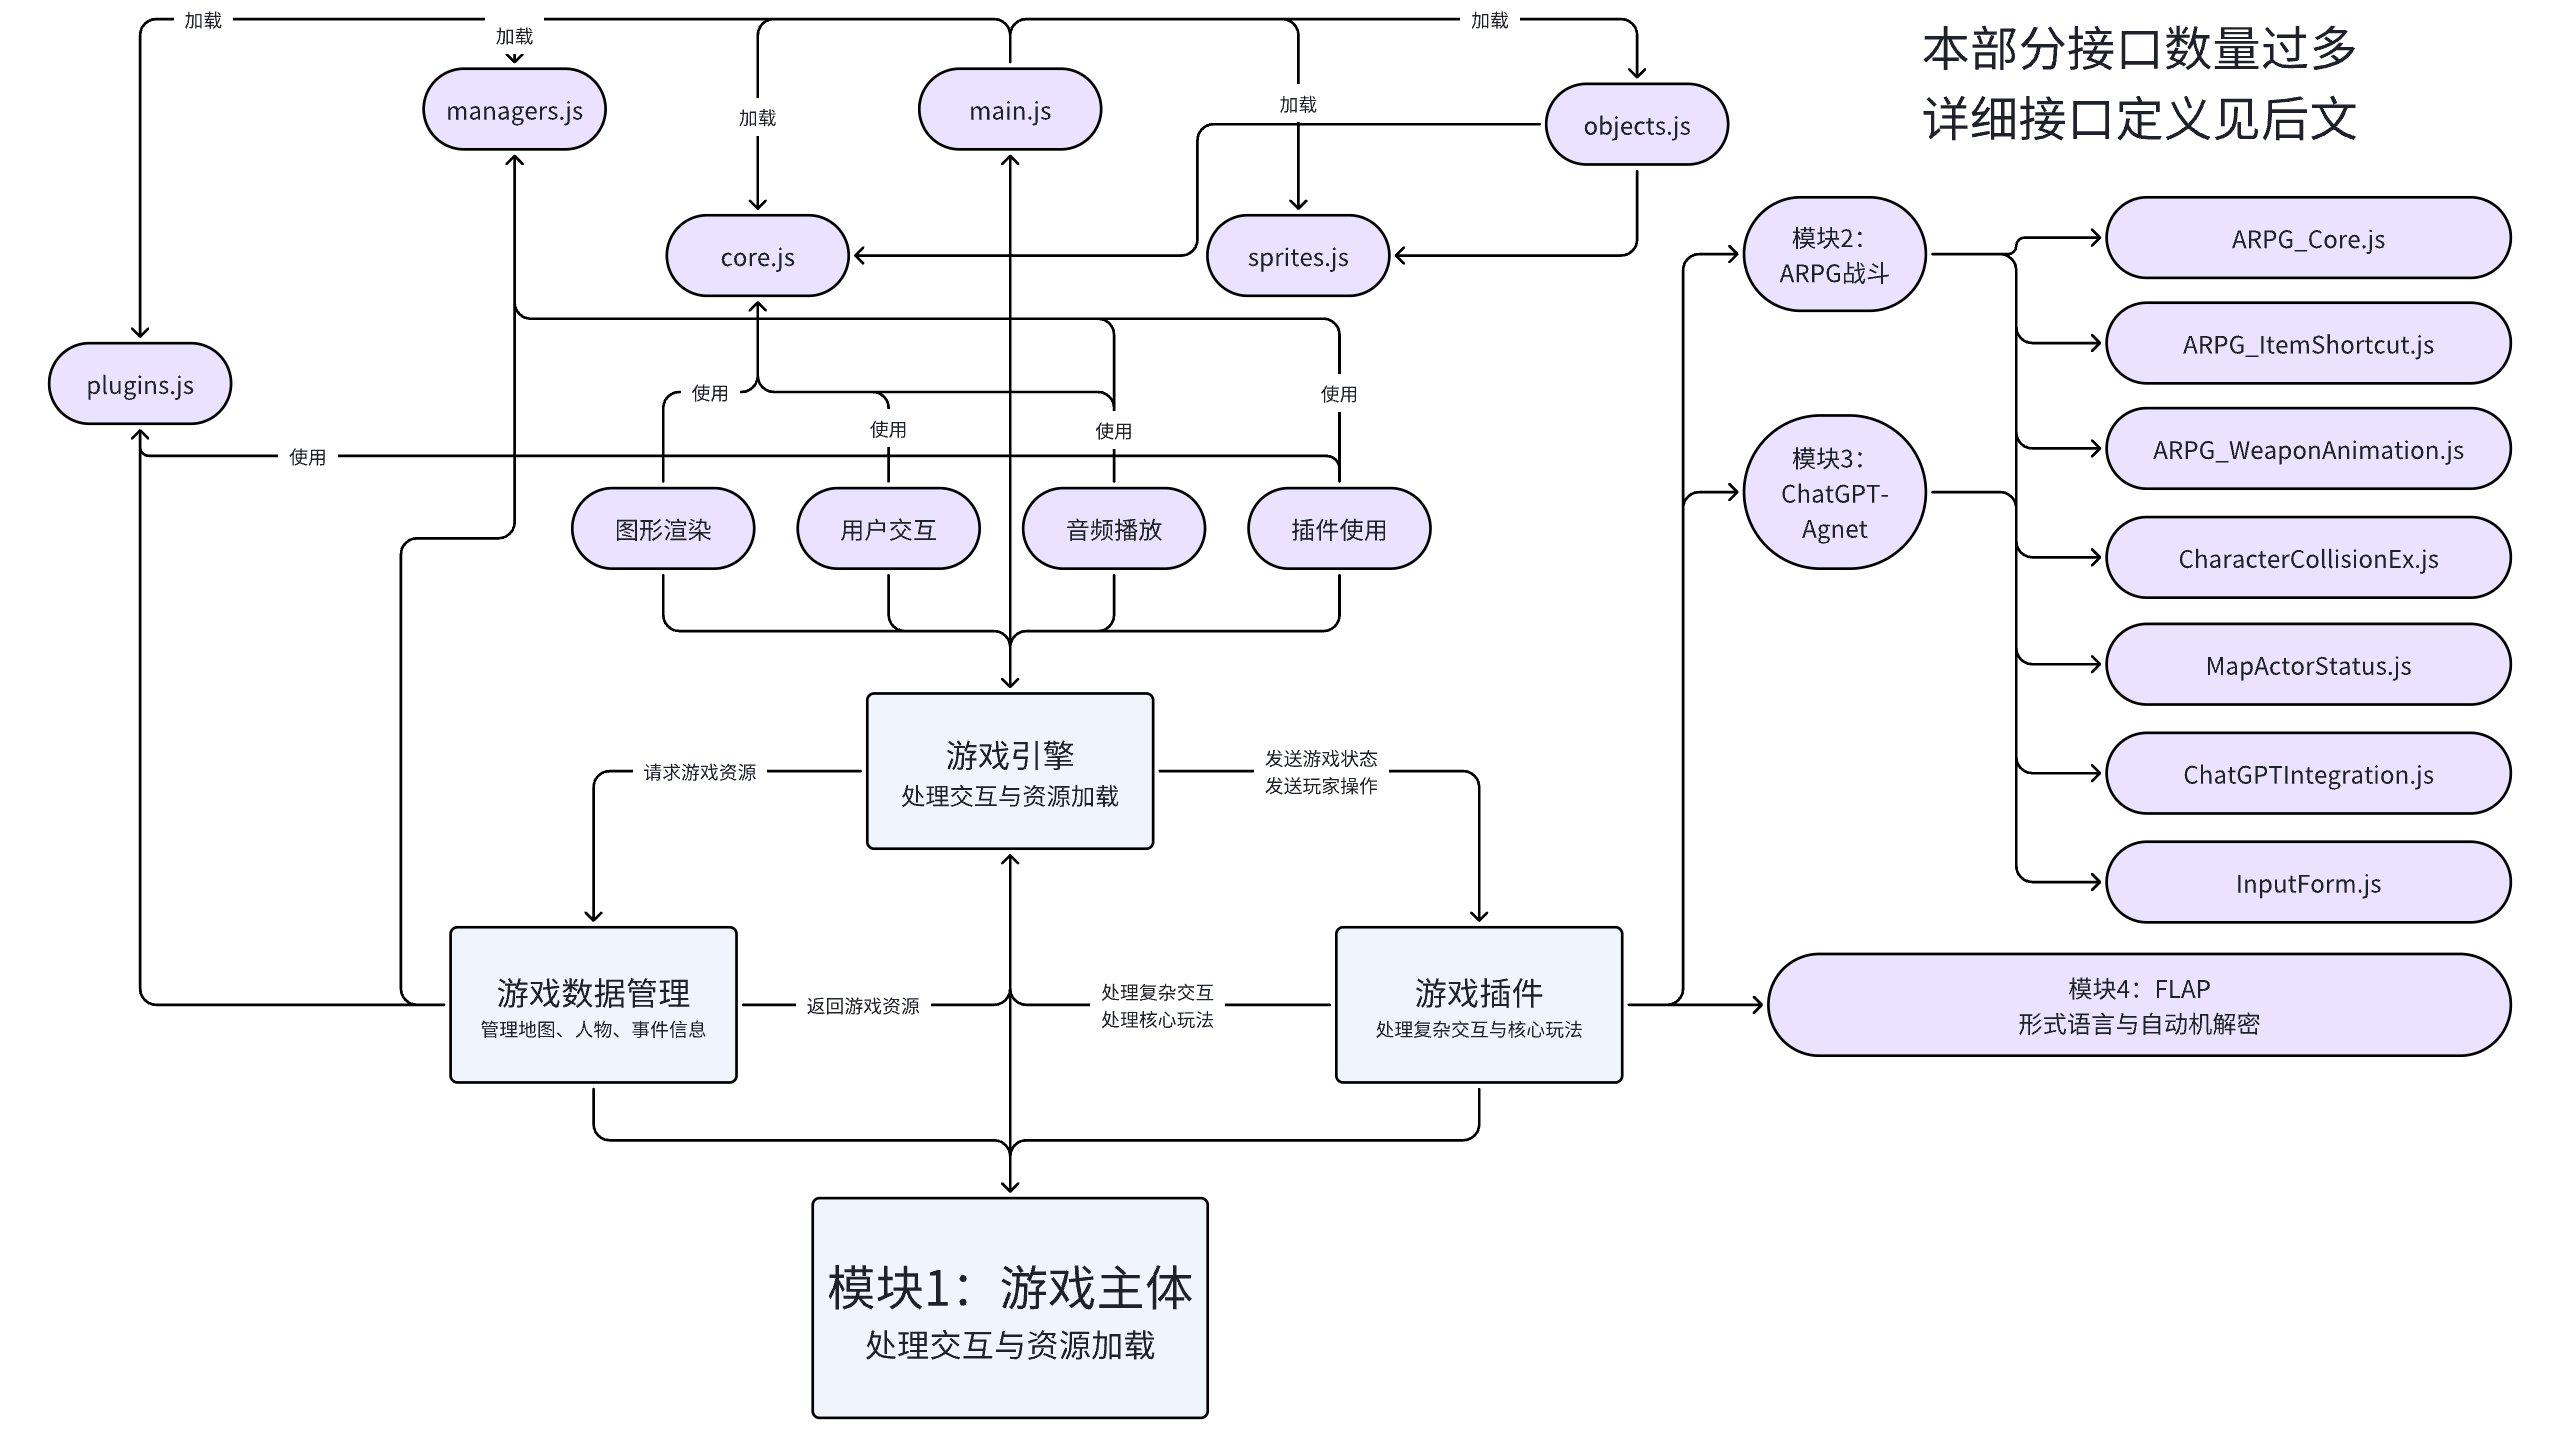 加载
加载
加载
本部分接口数量过多
详细接口定义见后文
managers.js
main.js
加载
加载
objects.js
core.js
sprites.js
模块2：
ARPG战斗
ARPG_Core.js
ARPG_ItemShortcut.js
plugins.js
使用
使用
使用
使用
使用
模块3：
ChatGPT-
Agnet
ARPG_WeaponAnimation.js
图形渲染
用户交互
音频播放
插件使用
CharacterCollisionEx.js
MapActorStatus.js
游戏引擎
处理交互与资源加载
请求游戏资源
发送游戏状态
发送玩家操作
ChatGPTIntegration.js
InputForm.js
游戏数据管理
管理地图、人物、事件信息
返回游戏资源
处理复杂交互
处理核心玩法
游戏插件
处理复杂交互与核心玩法
模块4：FLAP
形式语言与自动机解密
模块1：游戏主体
处理交互与资源加载